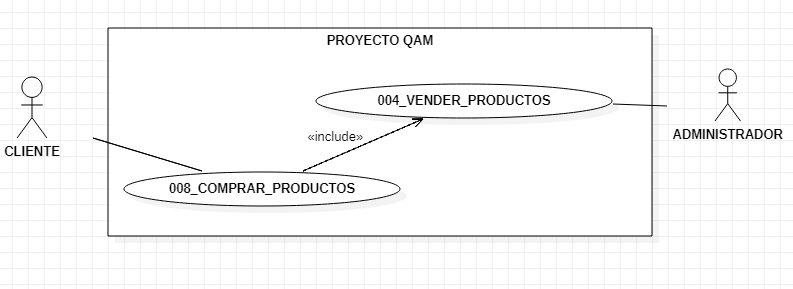 PROYECTO QAM
004_VENDER_PRODUCTOS
ADMINISTRADOR
«include»
CLIENTE
008_COMPRAR_PRODUCTOS